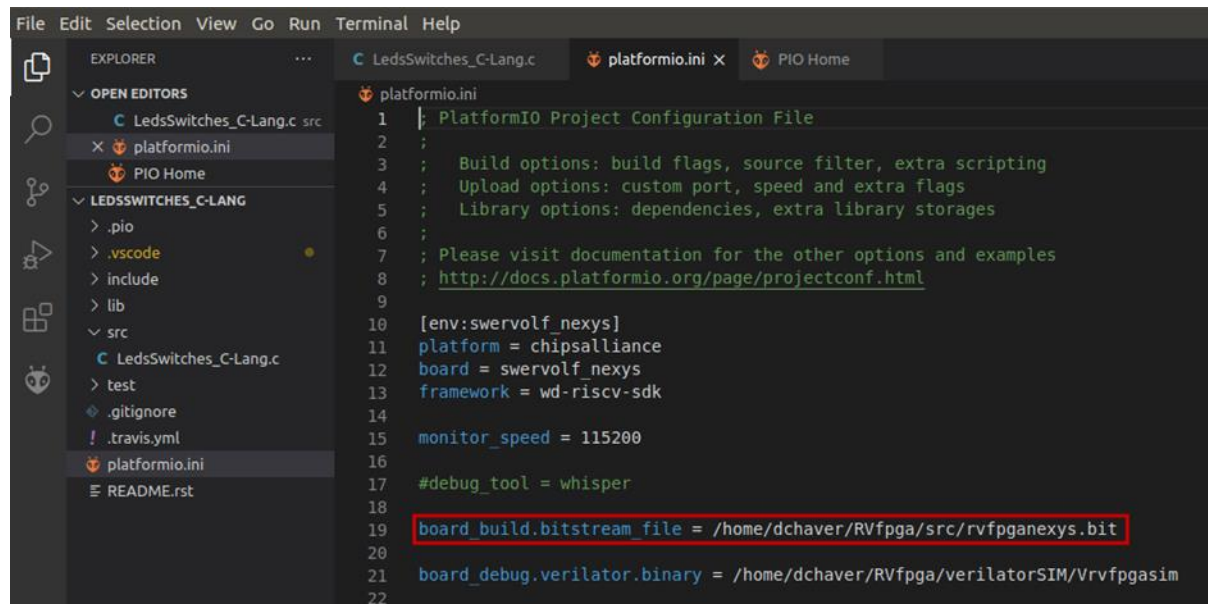 File Edit Selection View Go Run Terminal Help
EXPLORER ...
OPEN EDITORS
C LedsSwitches_C-Lang.c src
× platformio.ini
PIO Home
LEDSSWITCHES_C-LANG
> .pio
> .vscode
> include
> lib
src
C LedsSwitches_C-Lang.c
> test
.gitignore
! .travis.yml
platformio.ini
README.rst
C LedsSwitches_C-Lang.c platformio.ini × PIO Home
platformio.ini
1 ; PlatformIO Project Configuration File
2 ;
3 ; Build options: build flags, source filter, extra scripting
4 ; Upload options: custom port, speed and extra flags
5 ; Library options: dependencies, extra library storages
6 ;
7 ; Please visit documentation for the other options and examples
8 ; http://docs.platformio.org/page/projectconf.html
9
10 [env:swervolf_nexys]
11 platform = chipsalliance
12 board = swervolf_nexys
13 framework = wd-riscv-sdk
14
15 monitor_speed = 115200
16
17 #debug_tool = whisper
18
19 board_build.bitstream_file = /home/dchaver/RVfpga/src/rvfpganexys.bit
20
21 board_debug.verilator.binary = /home/dchaver/RVfpga/verilatorSIM/Vrvfpgasim
22